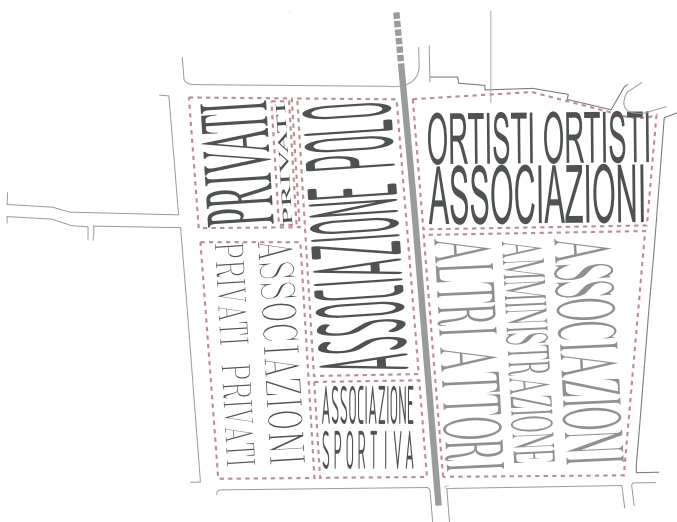 PRIVATI
PRIVATI
ASSOCIAZIONE POLO
ORTISTI ORTISTI
ASSOCIAZIONI
PRIVATI PRIVATI
ASSOCIAZIONI
ASSOCIAZIONE
SPORTIVA
ALTRI ATTORI
AMMINISTRAZIONE
ASSOCIAZIONI